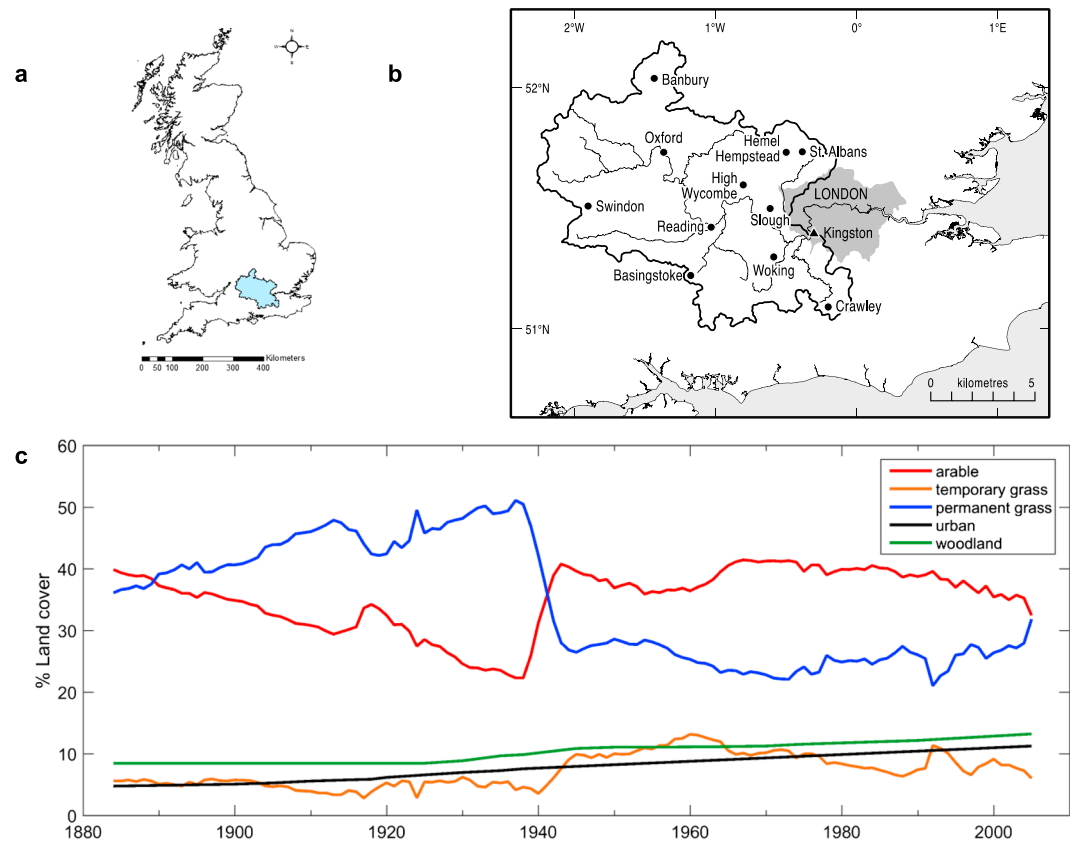 a
N
W
E
S
Kilometers
0 50 100 200 300 400
b
2°W 1°W 0° 1°E
52°N
51°N
Banbury
Oxford
Hemel
Hempstead
St. Albans
High
Wycombe
LONDON
Swindon
Slough
Reading
Kingston
Woking
Basingstoke
Crawley
0 kilometres 5
c
% Land cover
60
50
40
30
20
10
0
1880 1900 1920 1940 1960 1980 2000
arable
temporary grass
permanent grass
urban
woodland